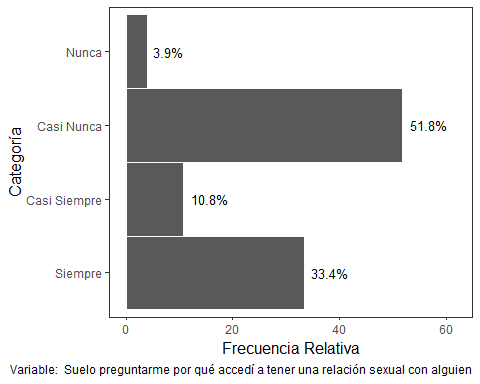 Nunca
3.9%
Casi Nunca
51.8%
Casi Siempre
10.8%
Siempre
33.4%
Categoría
0 20 40 60
Frecuencia Relativa
Variable: Suelo preguntarme por qué accedí a tener una relación sexual con alguien